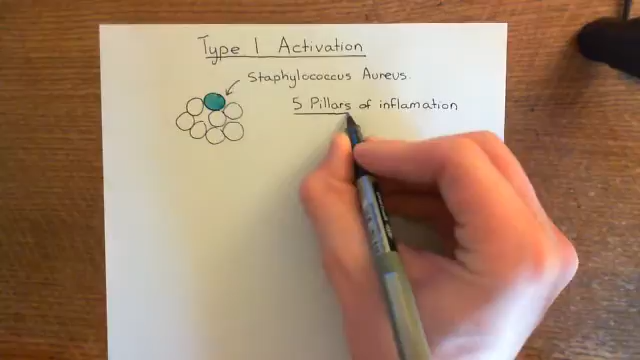 Type 1 Activation
Staphylococcus Aureus.
5 Pillars of inflamation